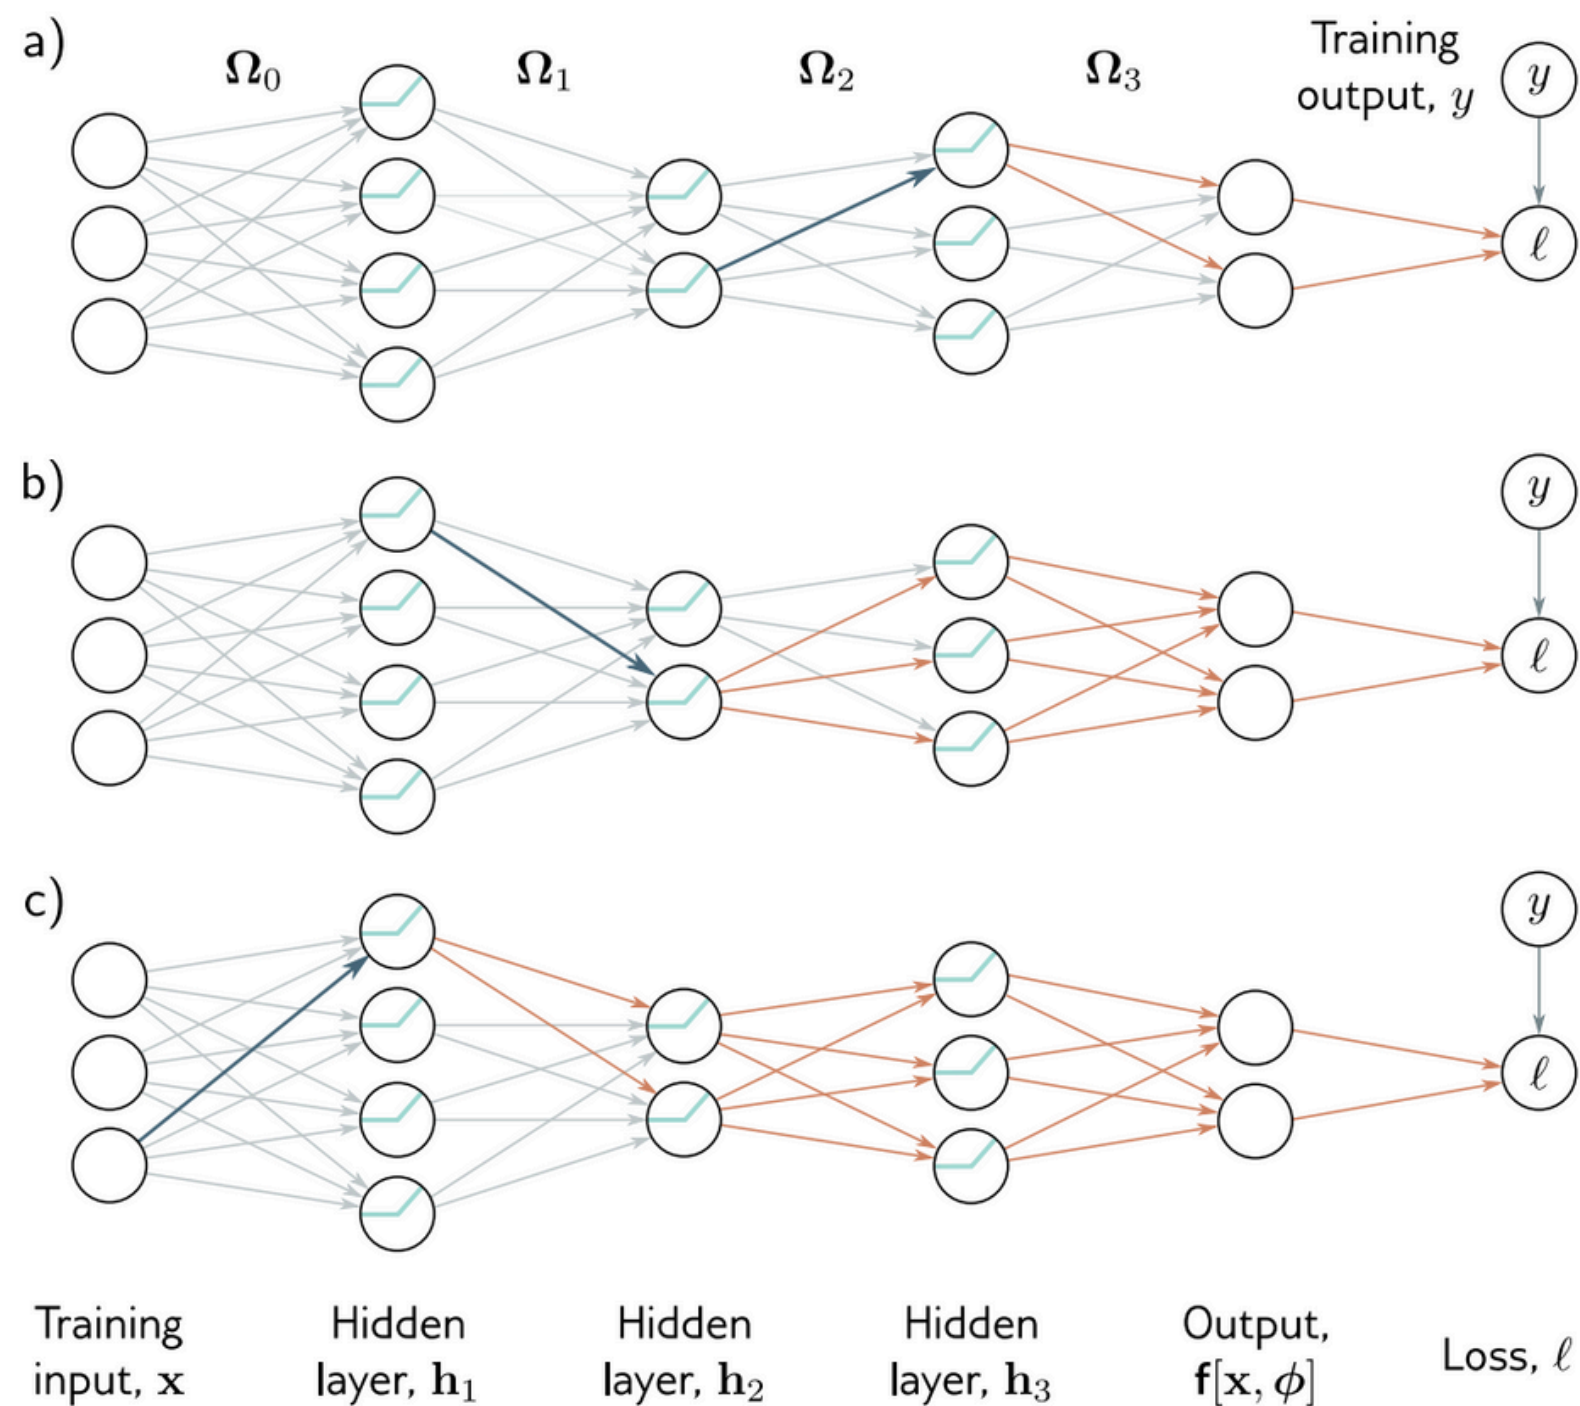 a)
Ω₀ Ω₁ Ω₂ Ω₃
Training
output, y
y
ℓ
b)
y
ℓ
c)
y
ℓ
Training
input, x
Hidden
layer, h₁
Hidden
layer, h₂
Hidden
layer, h₃
Output,
f[x, ϕ]
Loss, ℓ